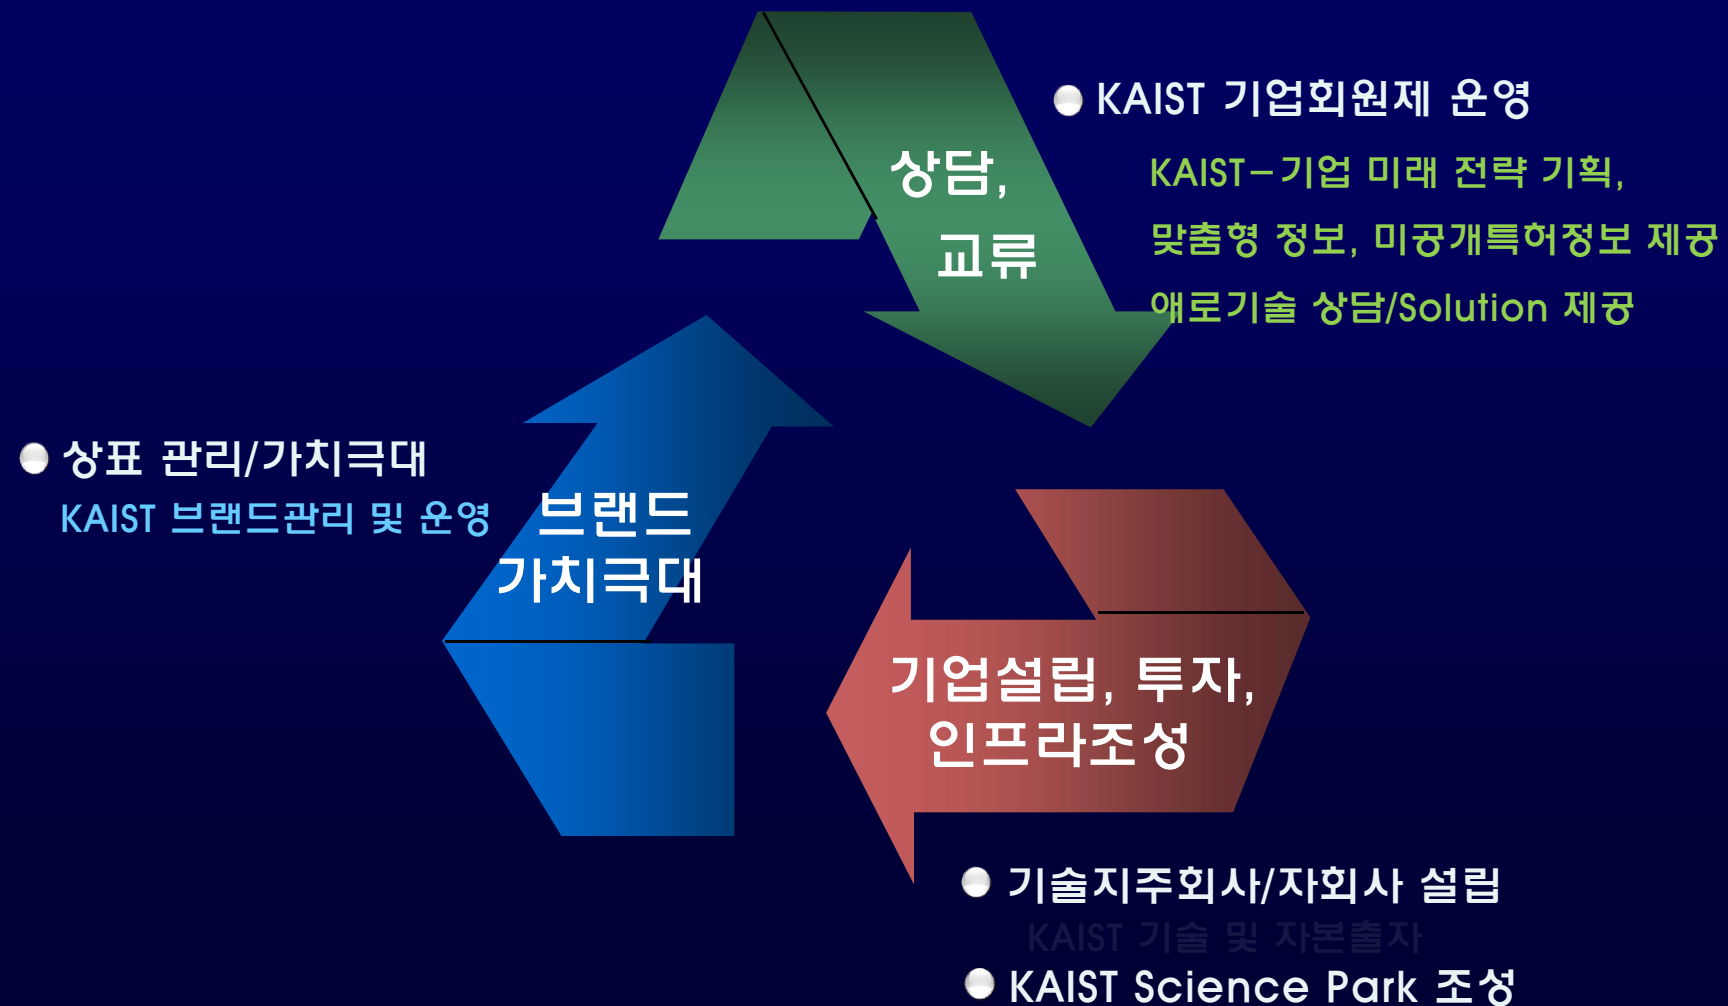 KAIST 기업회원제 운영
KAIST-기업 미래 전략 기획,
맞춤형 정보, 미공개특허정보 제공
애로기술 상담/Solution 제공
상담,
교류
상표 관리/가치극대
KAIST 브랜드관리 및 운영
브랜드
가치극대
기업설립, 투자,
인프라조성
기술지주회사/자회사 설립
KAIST 기술 및 자본출자
KAIST Science Park 조성